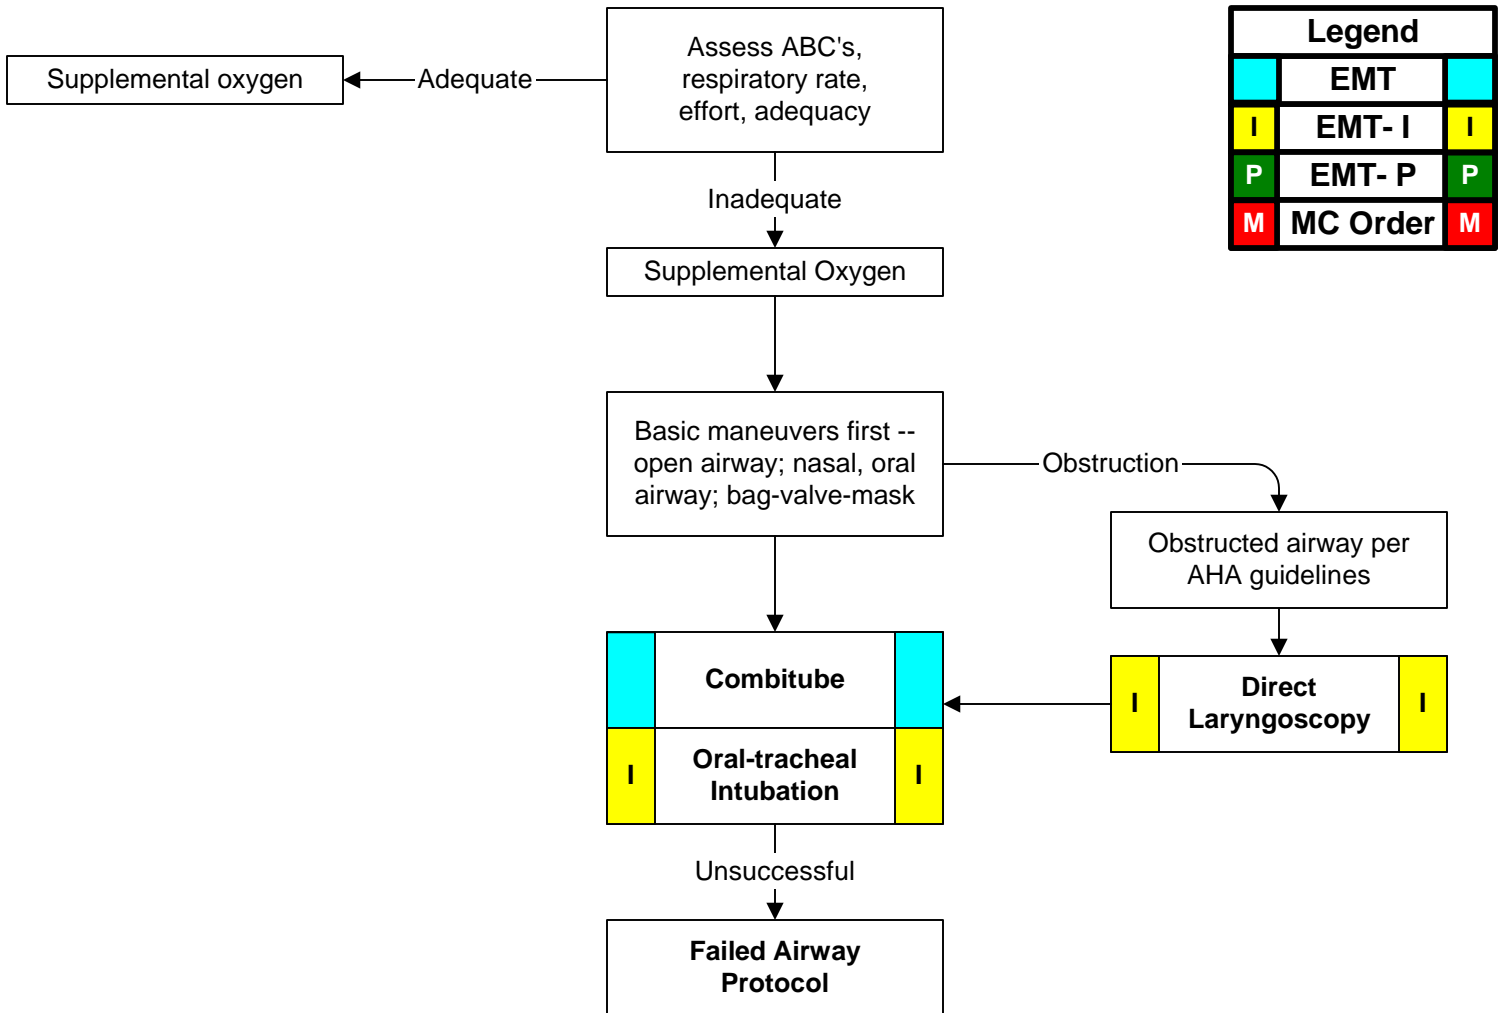 Assess ABC's,
respiratory rate,
effort, adequacy
Adequate
Supplemental oxygen
Legend
EMT
I EMT- I I
P EMT- P P
M MC Order M
Inadequate
Supplemental Oxygen
Basic maneuvers first --
open airway; nasal, oral
airway; bag-valve-mask
Obstruction
Obstructed airway per
AHA guidelines
I Direct I
Laryngoscopy
Combitube
I Oral-tracheal I
Intubation
Unsuccessful
Failed Airway
Protocol